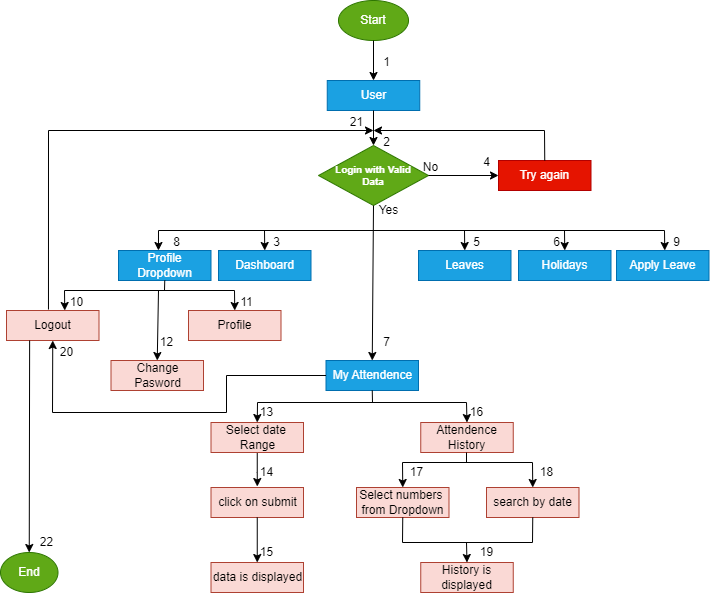 Start
1
User
21
2
Login with Valid
Data
No
4
Try again
Yes
8
3
5
6
9
Profile
Dropdown
Dashboard
Leaves
Holidays
Apply Leave
10
11
Logout
Profile
12
20
7
Change
Pasword
My Attendence
13
16
Select date
Range
Attendence
History
14
17
18
click on submit
Select numbers
from Dropdown
search by date
22
15
19
End
data is displayed
History is
displayed